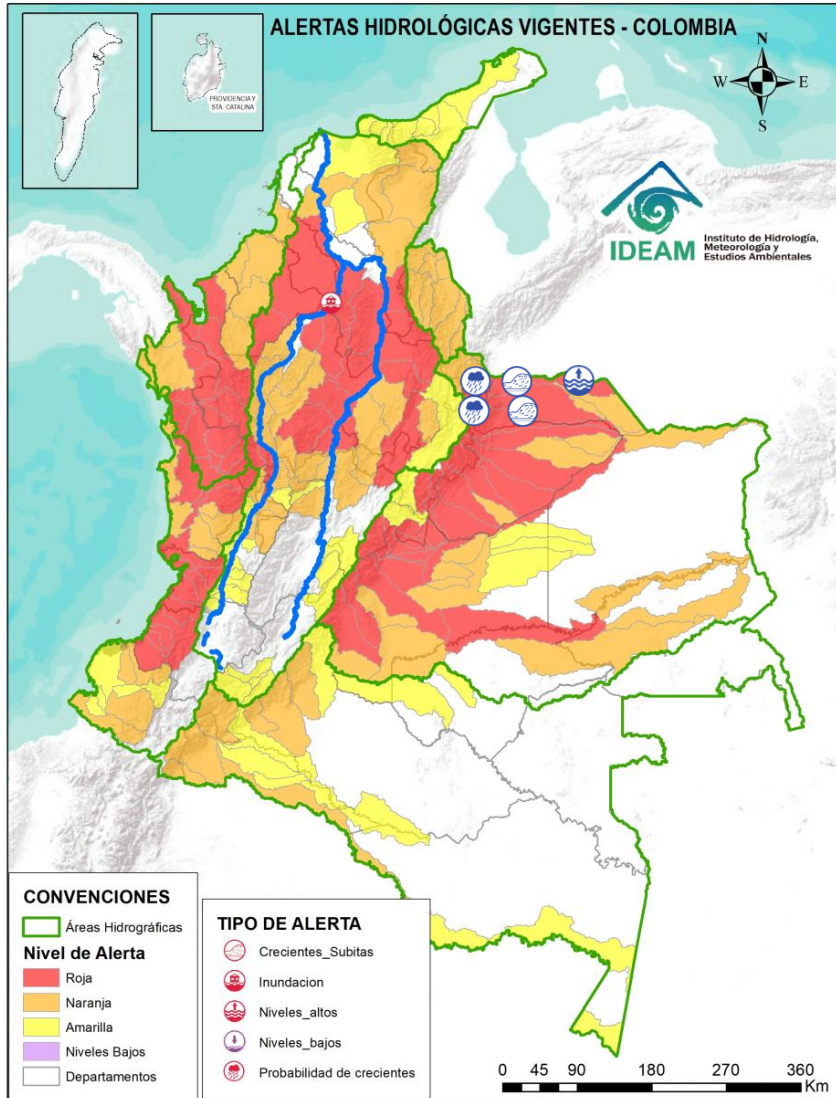 ALERTAS HIDROLÓGICAS VIGENTES - COLOMBIA
PROVIDENCIA Y
STA. CATALINA
N
W
E
S
IDEAM
Instituto de Hidrología,
Meteorología y
Estudios Ambientales
CONVENCIONES
Áreas Hidrográficas
Nivel de Alerta
Roja
Naranja
Amarilla
Niveles Bajos
Departamentos
TIPO DE ALERTA
Crecientes_Subitas
Inundacion
Niveles_altos
Niveles_bajos
Probabilidad de crecientes
0 45 90 180 270 360
Km